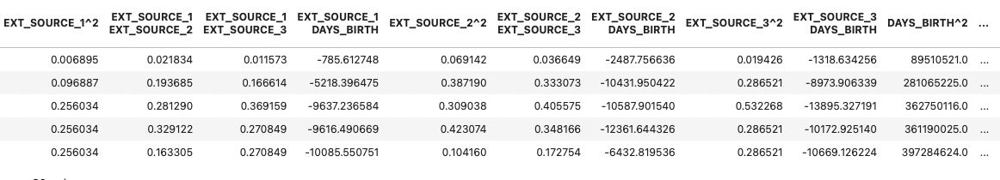 EXT_SOURCE_1^2 EXT_SOURCE_1 EXT_SOURCE_2 EXT_SOURCE_1 EXT_SOURCE_3 EXT_SOURCE_1 DAYS_BIRTH EXT_SOURCE_2^2 EXT_SOURCE_2 EXT_SOURCE_3 EXT_SOURCE_2 DAYS_BIRTH EXT_SOURCE_3^2 EXT_SOURCE_3 DAYS_BIRTH DAYS_BIRTH^2 ...
0.006895 0.021834 0.011573 -785.612748 0.069142 0.036649 -2487.756636 0.019426 -1318.634256 89510521.0 ...
0.096887 0.193685 0.166614 -5218.396475 0.387190 0.333073 -10431.950422 0.286521 -8973.906339 281065225.0 ...
0.256034 0.281290 0.369159 -9637.236584 0.309038 0.405575 -10587.901540 0.532268 -13895.327191 362750116.0 ...
0.256034 0.329122 0.270849 -9616.490669 0.423074 0.348166 -12361.644326 0.286521 -10172.925140 361190025.0 ...
0.256034 0.163305 0.270849 -10085.550751 0.104160 0.172754 -6432.819536 0.286521 -10669.126224 397284624.0 ...